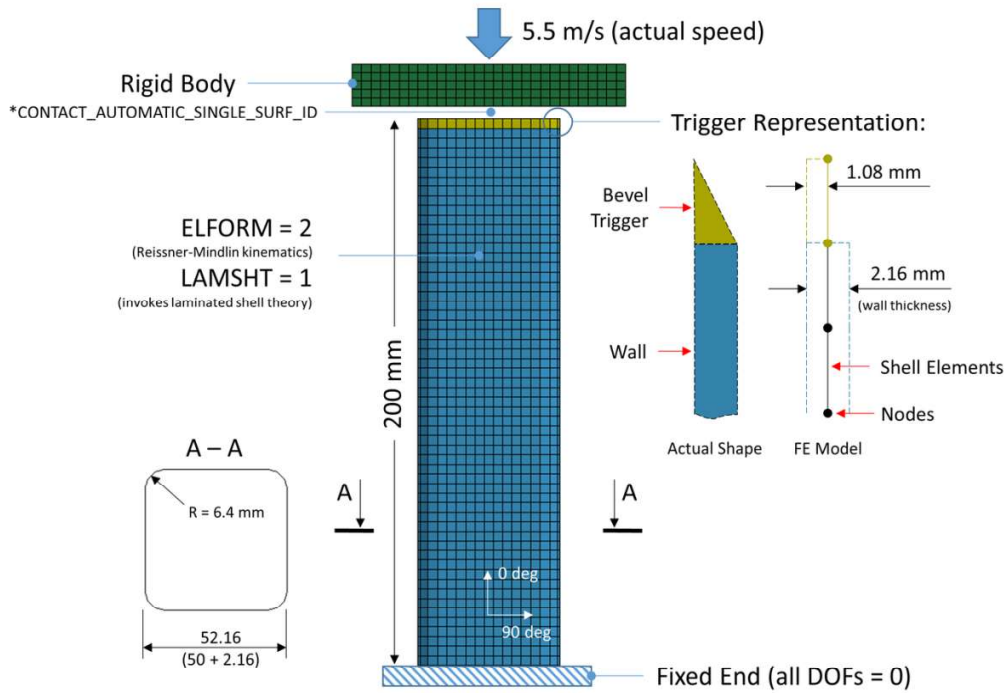 5.5 m/s (actual speed)
Rigid Body
*CONTACT_AUTOMATIC_SINGLE_SURF_ID
Trigger Representation:
1.08 mm
Bevel
Trigger
ELFORM = 2
(Reissner-Mindlin kinematics)
LAMSHT = 1
(invokes laminated shell theory)
2.16 mm
(wall thickness)
200 mm
Wall
Shell Elements
Nodes
Actual Shape
FE Model
A – A
R = 6.4 mm
A
A
0 deg
90 deg
52.16
(50 + 2.16)
Fixed End (all DOFs = 0)